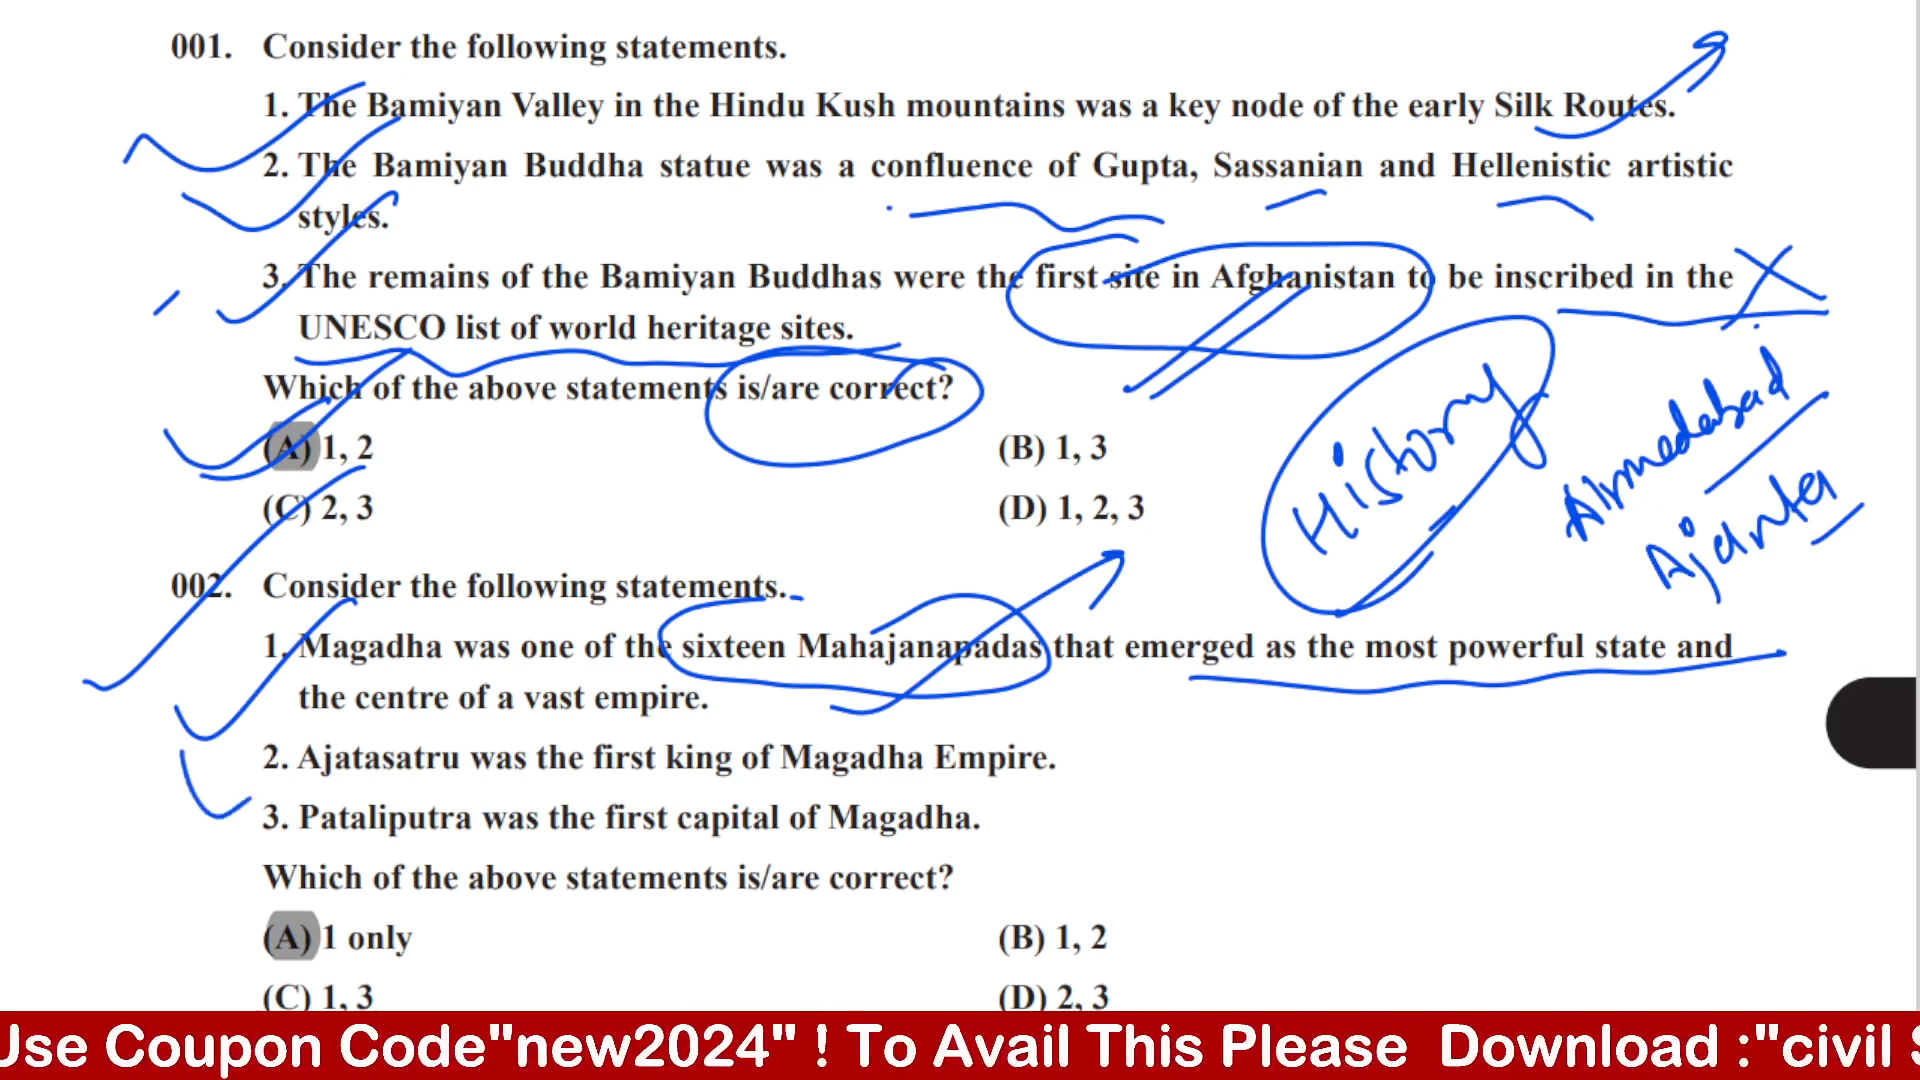 001. Consider the following statements.
1. The Bamiyan Valley in the Hindu Kush mountains was a key node of the early Silk Routes.
2. The Bamiyan Buddha statue was a confluence of Gupta, Sassanian and Hellenistic artistic
styles.
3. The remains of the Bamiyan Buddhas were the first site in Afghanistan to be inscribed in the
UNESCO list of world heritage sites.
Which of the above statements is/are correct?
(A) 1, 2 (B) 1, 3
(C) 2, 3 (D) 1, 2, 3
History
Ahmedabad
Ajanta
002. Consider the following statements.
1. Magadha was one of the sixteen Mahajanapadas that emerged as the most powerful state and
the centre of a vast empire.
2. Ajatasatru was the first king of Magadha Empire.
3. Pataliputra was the first capital of Magadha.
Which of the above statements is/are correct?
(A) 1 only (B) 1, 2
(C) 1, 3 (D) 2, 3
Use Coupon Code"new2024" ! To Avail This Please Download :"civil S